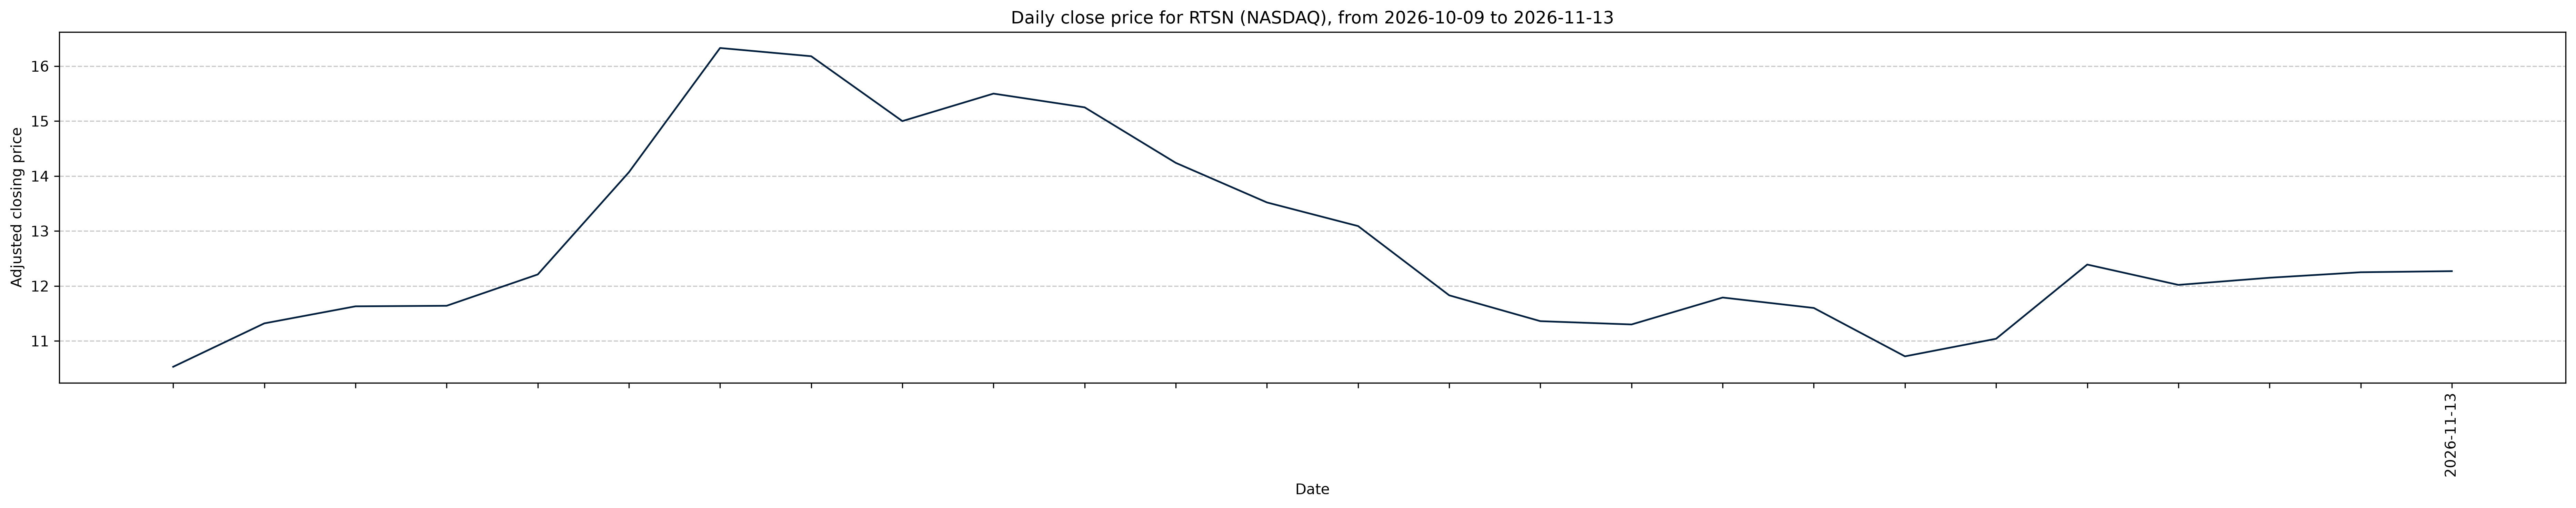 Daily close price for RTSN (NASDAQ), from 2026-10-09 to 2026-11-13
Adjusted closing price
16
15
14
13
12
11
2026-11-13
Date